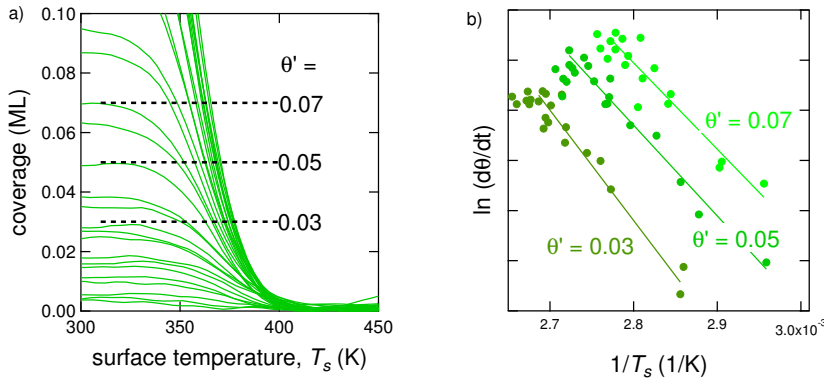 a)
0.10
0.08
0.06
0.04
0.02
0.00
coverage (ML)
θ' =
0.07
0.05
0.03
300
350
400
450
surface temperature, Ts (K)
b)
ln (dθ/dt)
θ' = 0.07
θ' = 0.05
θ' = 0.03
2.7
2.8
2.9
3.0x10⁻³
1/Ts (1/K)